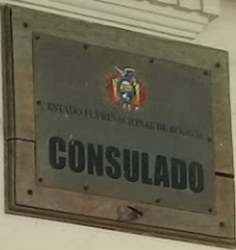 ESTADO PLURINACIONAL DE BOLIVIA
CONSULADO